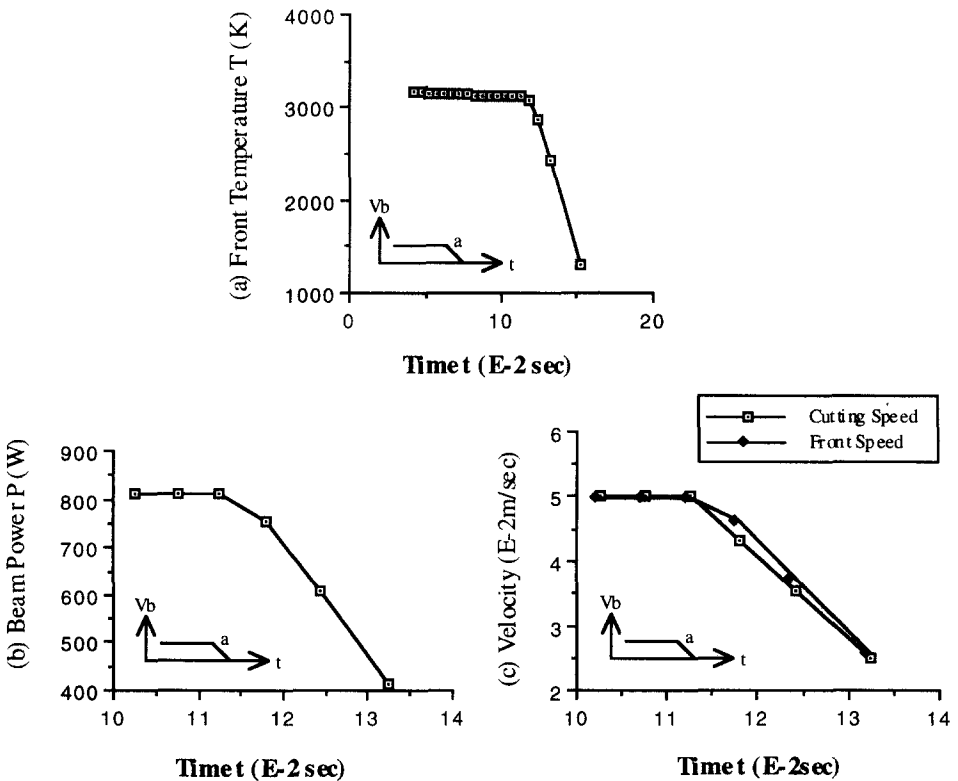 4000
3000
2000
1000
(a) Front Temperature T (K)
Vb
a
t
0
10
20
Time t (E-2 sec)
900
800
700
600
500
400
(b) Beam Power P (W)
Vb
a
t
10
11
12
13
14
Time t (E-2 sec)
Cutting Speed
Front Speed
6
5
4
3
2
(c) Velocity (E-2m/sec)
Vb
a
t
10
11
12
13
14
Time t (E-2sec)